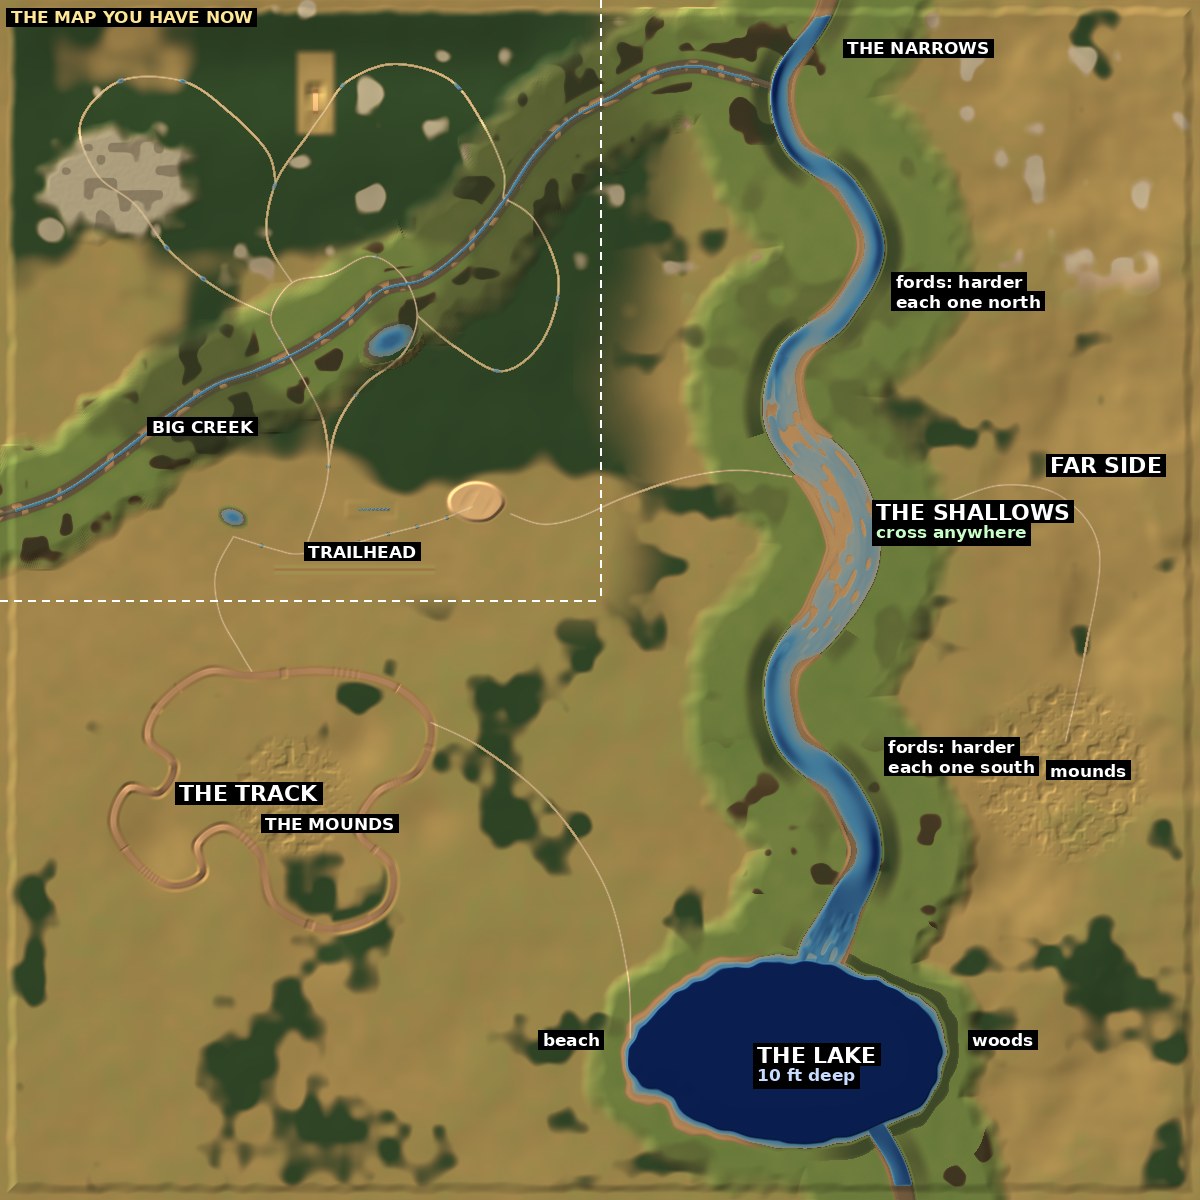 THE MAP YOU HAVE NOW
THE NARROWS
fords: harder
each one north
BIG CREEK
FAR SIDE
THE SHALLOWS
cross anywhere
TRAILHEAD
fords: harder
each one south
mounds
THE TRACK
THE MOUNDS
beach
THE LAKE
10 ft deep
woods